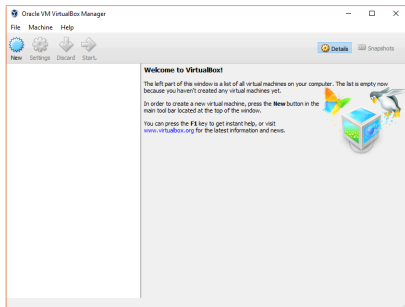 Oracle VM VirtualBox Manager
File Machine Help
New Settings Discard Start
Details Snapshots
Welcome to VirtualBox!
The left part of this window is a list of all virtual machines on your computer. The list is empty now
because you haven't created any virtual machines yet.
In order to create a new virtual machine, press the New button in the
main tool bar located at the top of the window.
You can press the F1 key to get instant help, or visit
www.virtualbox.org for the latest information and news.